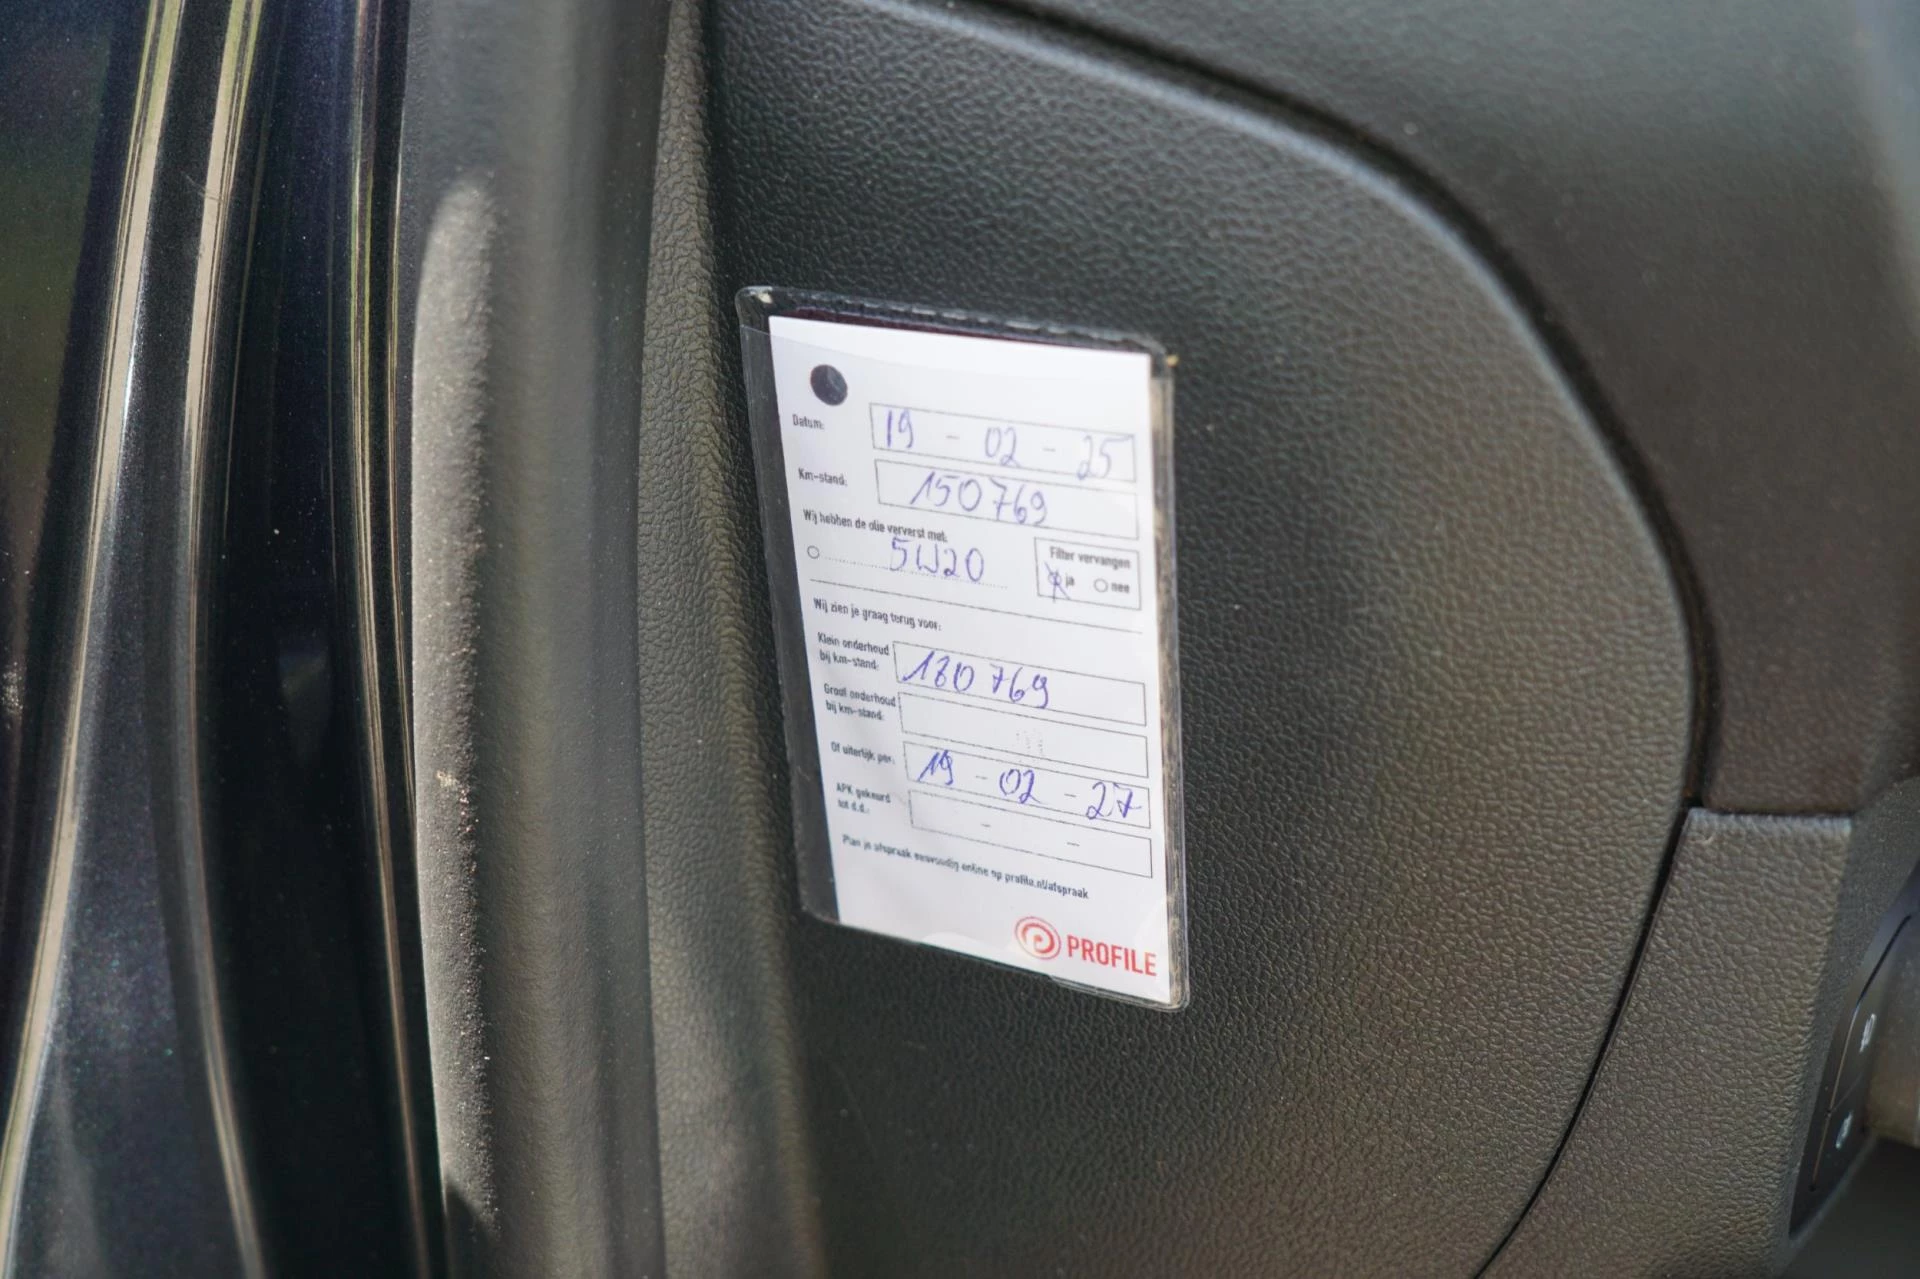 Datum: 19 - 02 - 25
Km-stand: 150769
Wij hebben de olie ververst met:
5W20
Filter vervangen
ja nee
Wij zien je graag terug voor:
Klein onderhoud
bij km-stand: 180769
Groot onderhoud
bij km-stand:
Of uiterlijk per: 19 - 02 - 27
APK gekeurd
tot d.d.: - -
Plan je afspraak eenvoudig online op profile.nl/afspraak
PROFILE